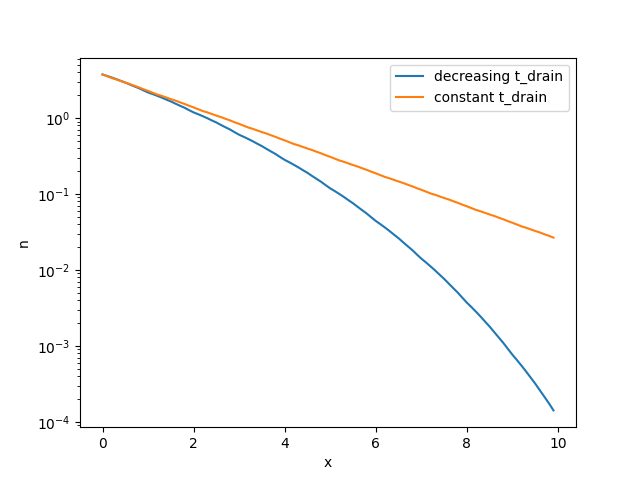 decreasing t_drain
constant t_drain
10⁰
10⁻¹
10⁻²
10⁻³
10⁻⁴
n
0 2 4 6 8 10
x